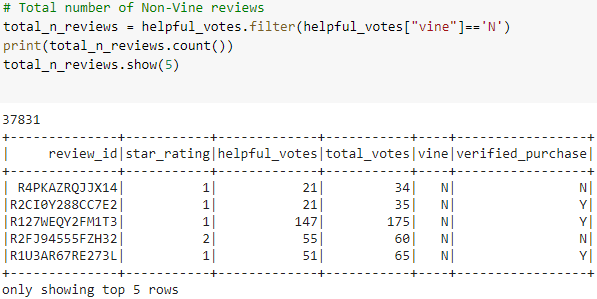 # Total number of Non-Vine reviews
total_n_reviews = helpful_votes.filter(helpful_votes["vine"]=='N')
print(total_n_reviews.count())
total_n_reviews.show(5)
37831
+--------------+-----------+-------------+-----------+----+-----------------+
|     review_id|star_rating|helpful_votes|total_votes|vine|verified_purchase|
+--------------+-----------+-------------+-----------+----+-----------------+
| R4PKAZRQJJX14|          1|           21|         34|   N|                N|
|R2CI0Y288CC7E2|          1|           21|         35|   N|                Y|
|R127WEQY2FM1T3|          1|          147|        175|   N|                Y|
|R2FJ94555FZH32|          2|           55|         60|   N|                N|
|R1U3AR67RE273L|          1|           51|         65|   N|                Y|
+--------------+-----------+-------------+-----------+----+-----------------+
only showing top 5 rows